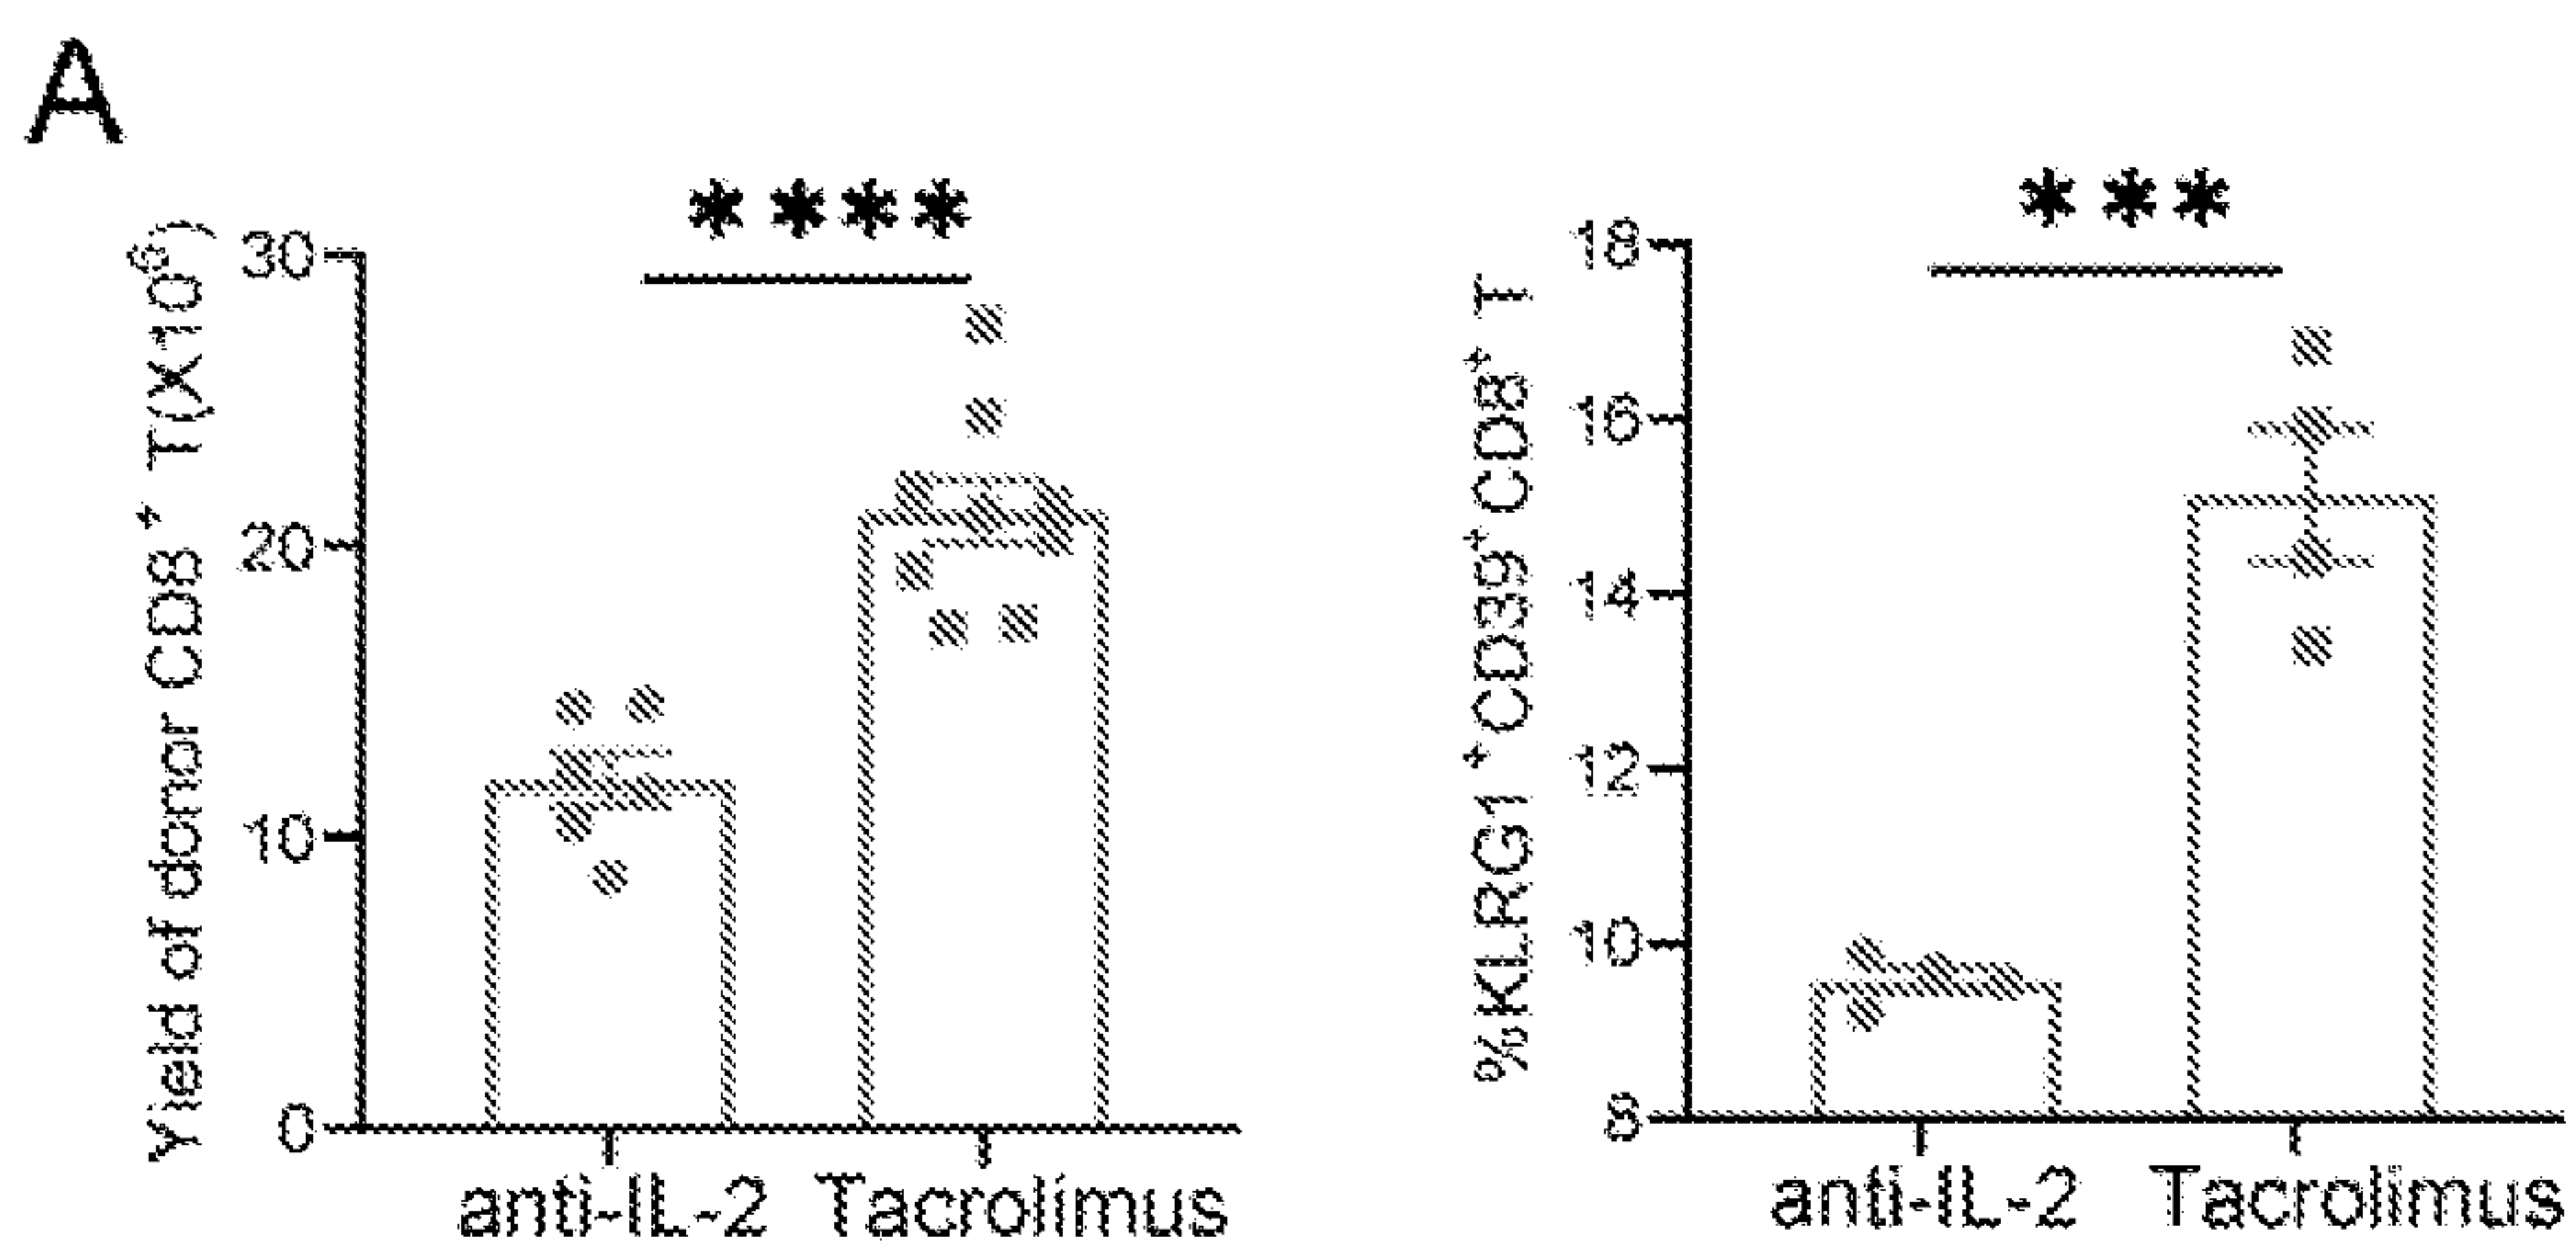 A
****
Yield of donor CD8⁺ T(X10⁶)
30
20
10
0
anti-IL-2 Tacrolimus
***
%KLRG1⁺CD39⁺CD8⁺ T
18
16
14
12
10
8
anti-IL-2 Tacrolimus